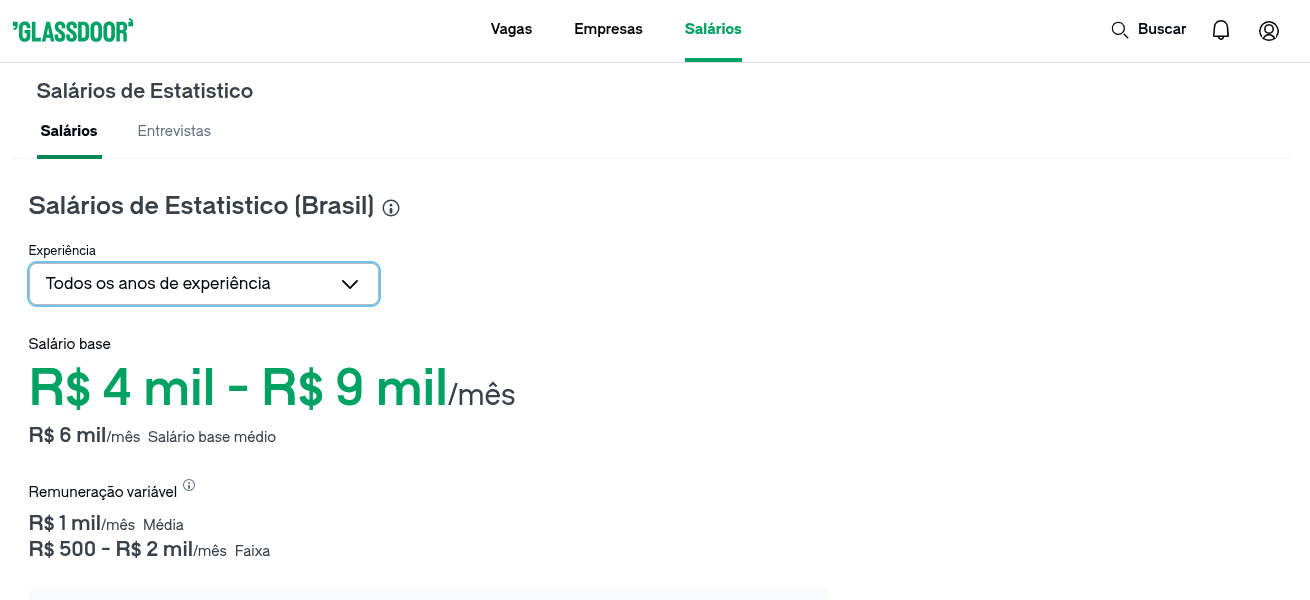 GLASSDOOR
Vagas Empresas Salários Buscar
Salários de Estatistico
Salários Entrevistas
Salários de Estatistico (Brasil)
Experiência
Todos os anos de experiência
Salário base
R$ 4 mil - R$ 9 mil/mês
R$ 6 mil/mês Salário base médio
Remuneração variável
R$ 1 mil/mês Média
R$ 500 - R$ 2 mil/mês Faixa